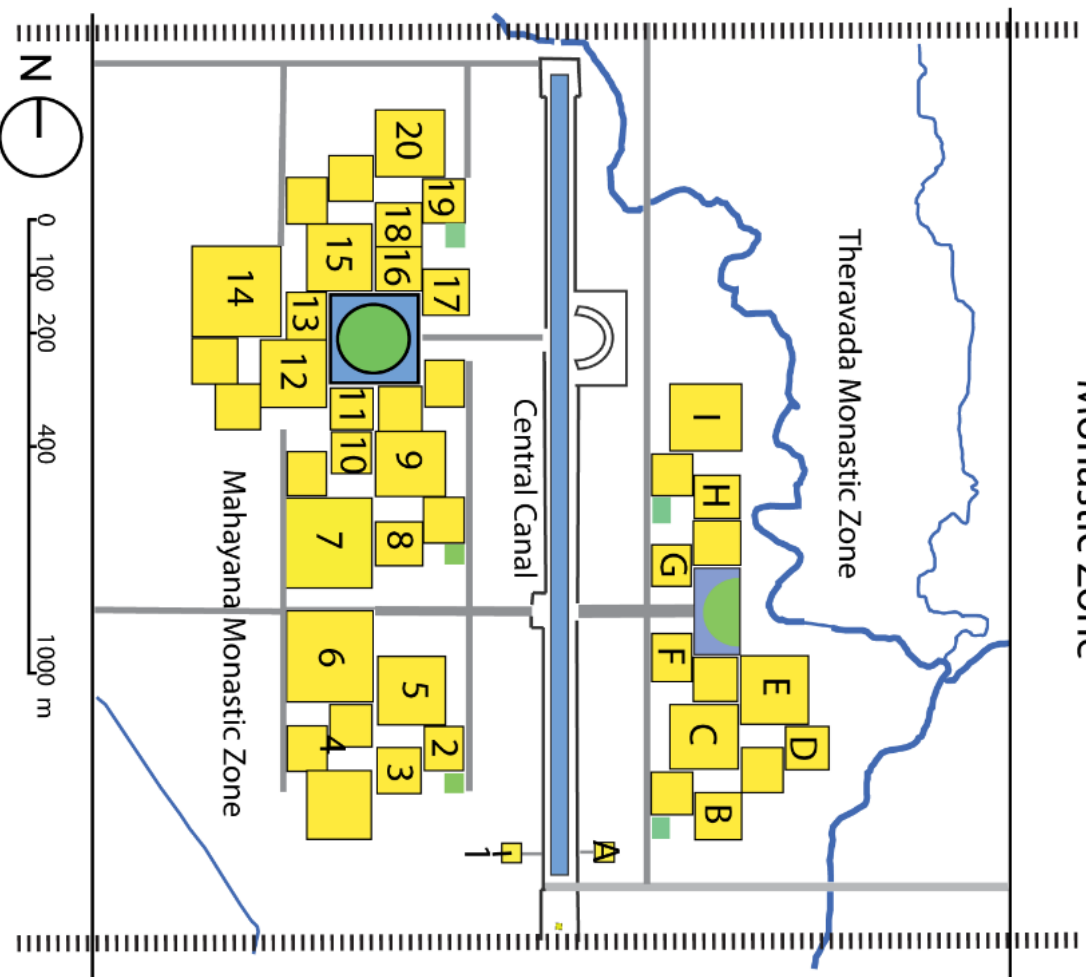 Monastic Zone
Theravada Monastic Zone
I
H
G
F
E
D
C
B
A
Central Canal
1
20
19
18
17
16
15
14
13
12
11
10
9
8
7
6
5
4
3
2
Mahayana Monastic Zone
N
0 100 200 400 1000 m